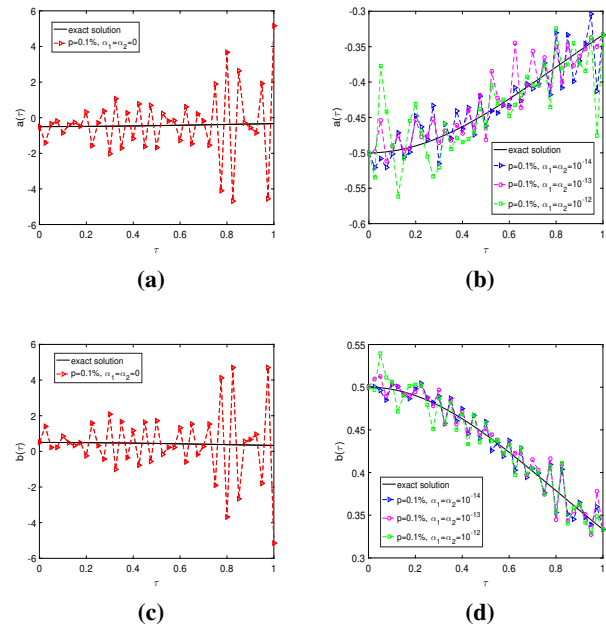 6
4
2
0
-2
-4
-6
a(τ)
0 0.2 0.4 0.6 0.8 1
τ
exact solution
p=0.1%, α₁=α₂=0
(a)
-0.3
-0.35
-0.4
-0.45
-0.5
-0.55
-0.6
a(τ)
0 0.2 0.4 0.6 0.8 1
τ
exact solution
p=0.1%, α₁=α₂=10⁻¹⁴
p=0.1%, α₁=α₂=10⁻¹³
p=0.1%, α₁=α₂=10⁻¹²
(b)
6
4
2
0
-2
-4
-6
b(τ)
0 0.2 0.4 0.6 0.8 1
τ
exact solution
p=0.1%, α₁=α₂=0
(c)
0.55
0.5
0.45
0.4
0.35
0.3
b(τ)
0 0.2 0.4 0.6 0.8 1
τ
exact solution
p=0.1%, α₁=α₂=10⁻¹⁴
p=0.1%, α₁=α₂=10⁻¹³
p=0.1%, α₁=α₂=10⁻¹²
(d)